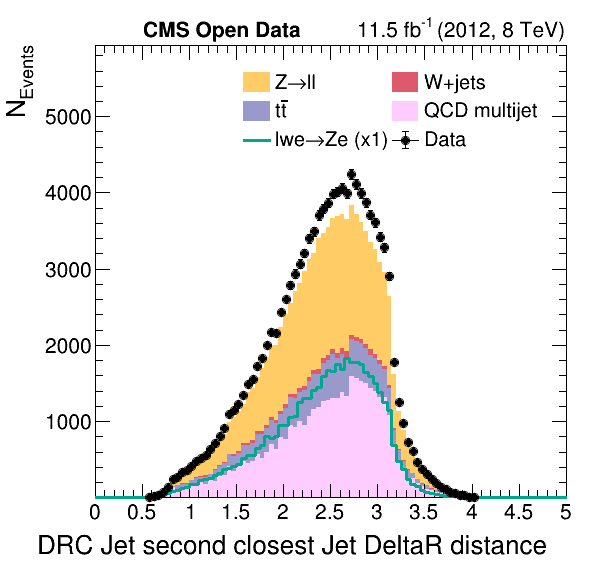 CMS Open Data 11.5 fb⁻¹ (2012, 8 TeV)
N_Events
Z→ll W+jets
tt̄ QCD multijet
lwe→Ze (x1) Data
5000
4000
3000
2000
1000
0 0.5 1 1.5 2 2.5 3 3.5 4 4.5 5
DRC Jet second closest Jet DeltaR distance